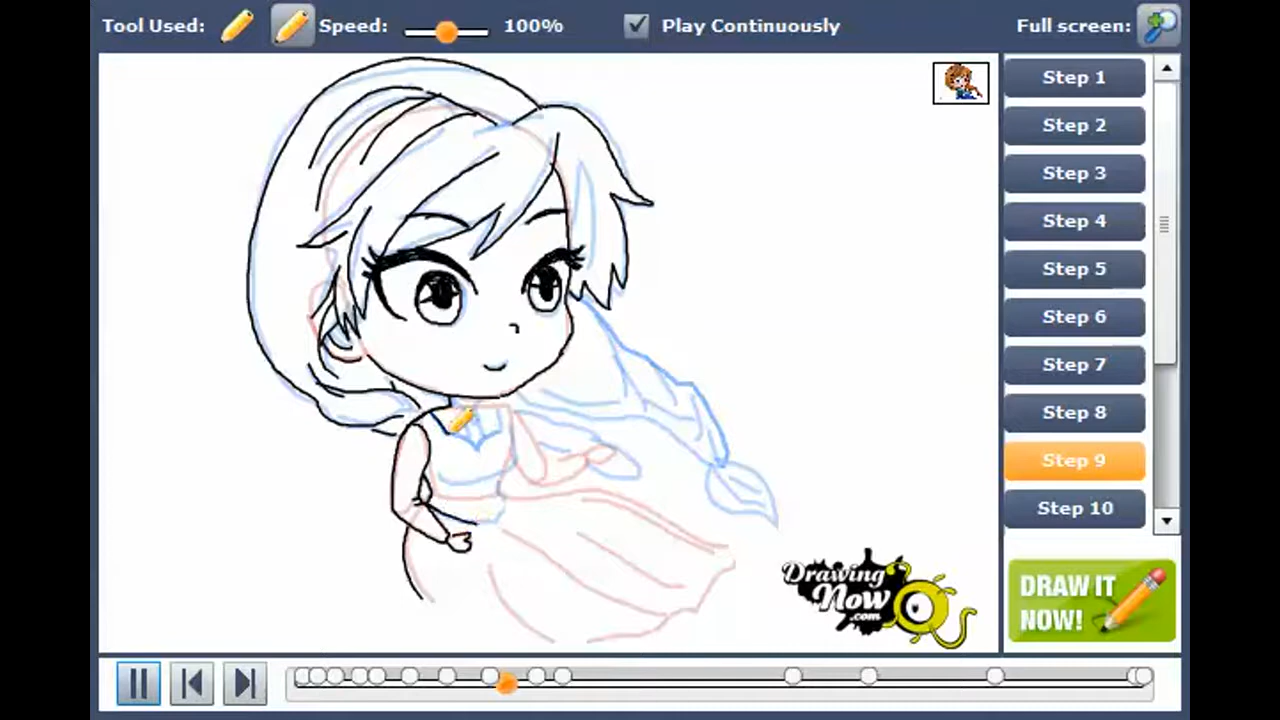 Tool Used:
Speed:
100%
Play Continuously
Full screen:
Step 1
Step 2
Step 3
Step 4
Step 5
Step 6
Step 7
Step 8
Step 9
Step 10
Drawing
Now!
.com
DRAW IT
NOW!